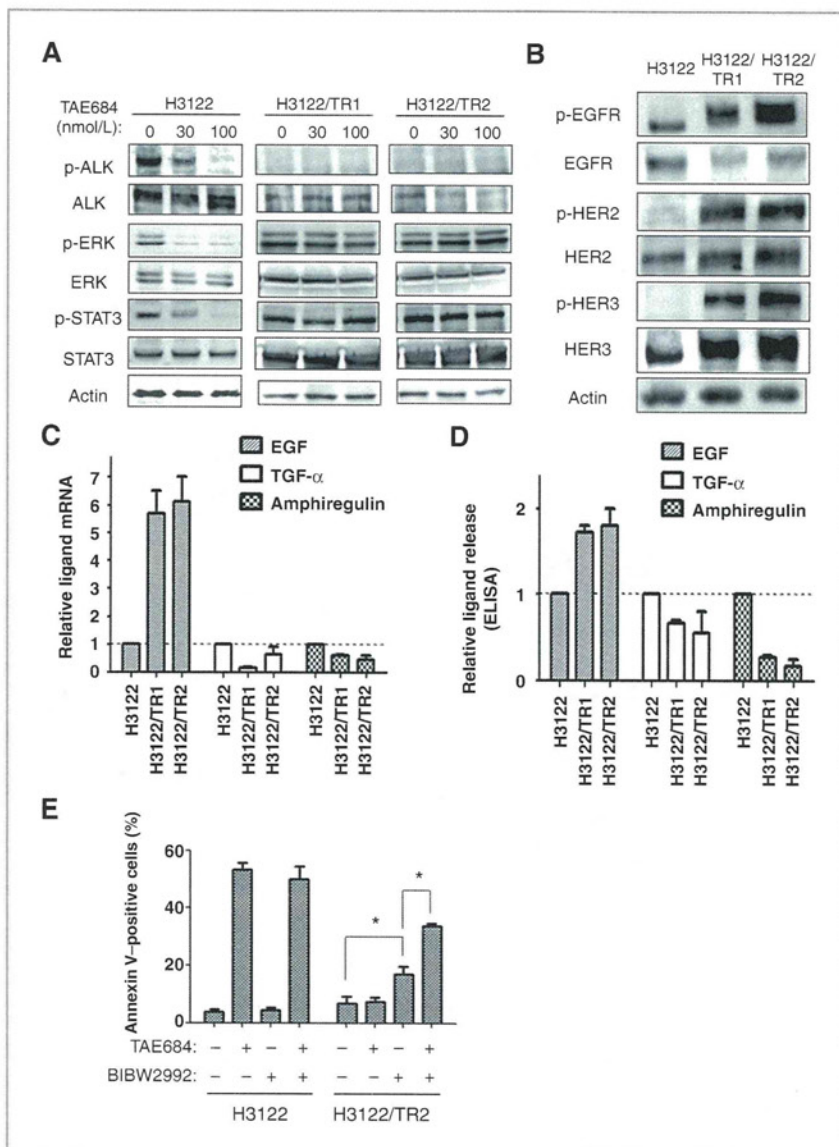 A
H3122
H3122/TR1
H3122/TR2
TAE684
(nmol/L):
0 30 100
0 30 100
0 30 100
p-ALK
ALK
p-ERK
ERK
p-STAT3
STAT3
Actin
B
H3122
H3122/
TR1
H3122/
TR2
p-EGFR
EGFR
p-HER2
HER2
p-HER3
HER3
Actin
C
EGF
TGF-α
Amphiregulin
Relative ligand mRNA
7
6
5
4
3
2
1
0
H3122
H3122/TR1
H3122/TR2
H3122
H3122/TR1
H3122/TR2
H3122
H3122/TR1
H3122/TR2
D
EGF
TGF-α
Amphiregulin
Relative ligand release
(ELISA)
2
1
0
H3122
H3122/TR1
H3122/TR2
H3122
H3122/TR1
H3122/TR2
H3122
H3122/TR1
H3122/TR2
E
Annexin V–positive cells (%)
60
40
20
0
*
*
TAE684: – + – + – + – +
BIBW2992: – – + + – – + +
H3122
H3122/TR2